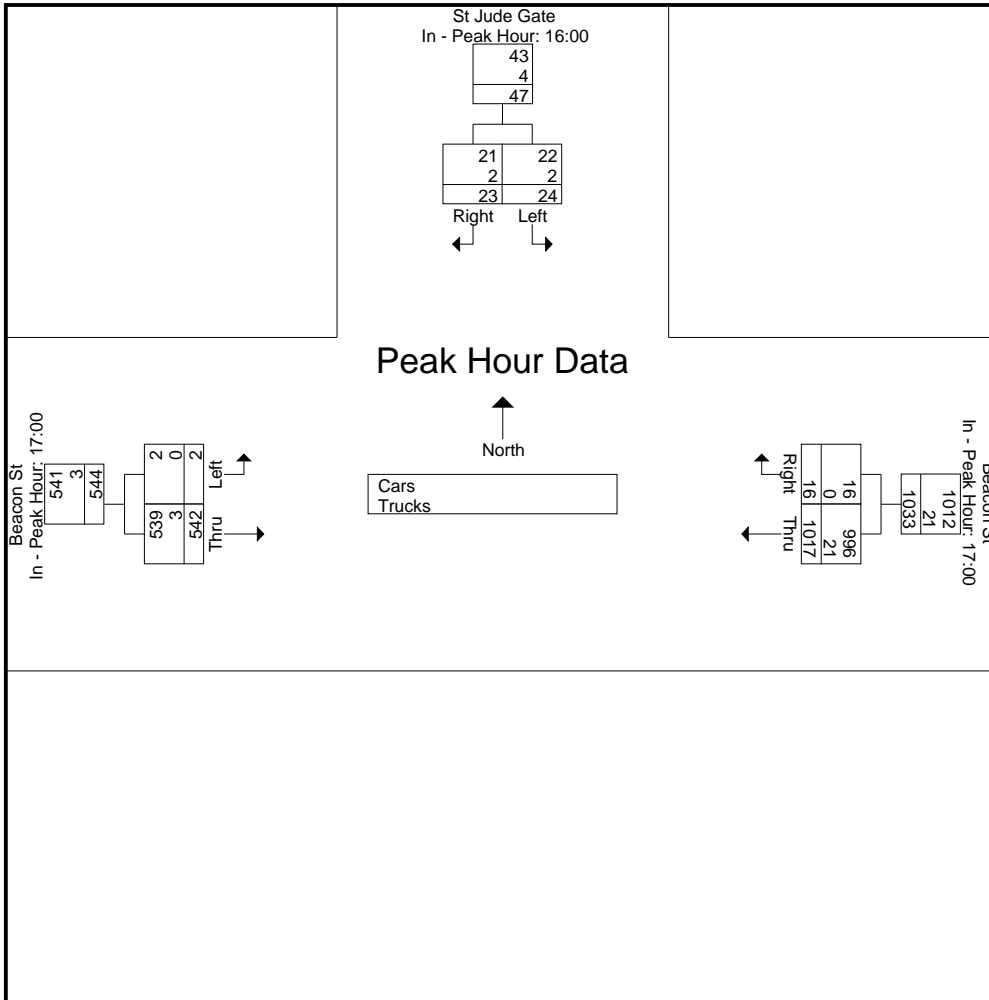 St Jude Gate
In - Peak Hour: 16:00
43
4
47
21 22
2 2
23 24
Right Left
Peak Hour Data
North
Cars
Trucks
Beacon St
In - Peak Hour: 17:00
541
3
544
2
0
2
Left
539
3
542
Thru
Beacon St
In - Peak Hour: 17:00
1012
21
1033
16
0
16
Right
996
21
1017
Thru